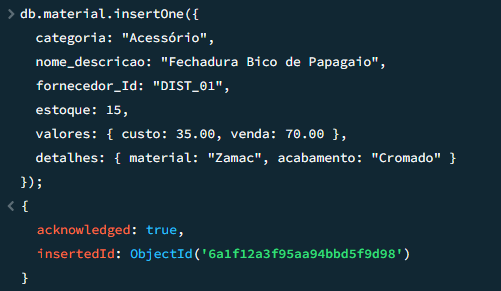 > db.material.insertOne({
categoria: "Acessório",
nome_descricao: "Fechadura Bico de Papagaio",
fornecedor_Id: "DIST_01",
estoque: 15,
valores: { custo: 35.00, venda: 70.00 },
detalhes: { material: "Zamac", acabamento: "Cromado" }
});
< {
acknowledged: true,
insertedId: ObjectId('6a1f12a3f95aa94bbd5f9d98')
}